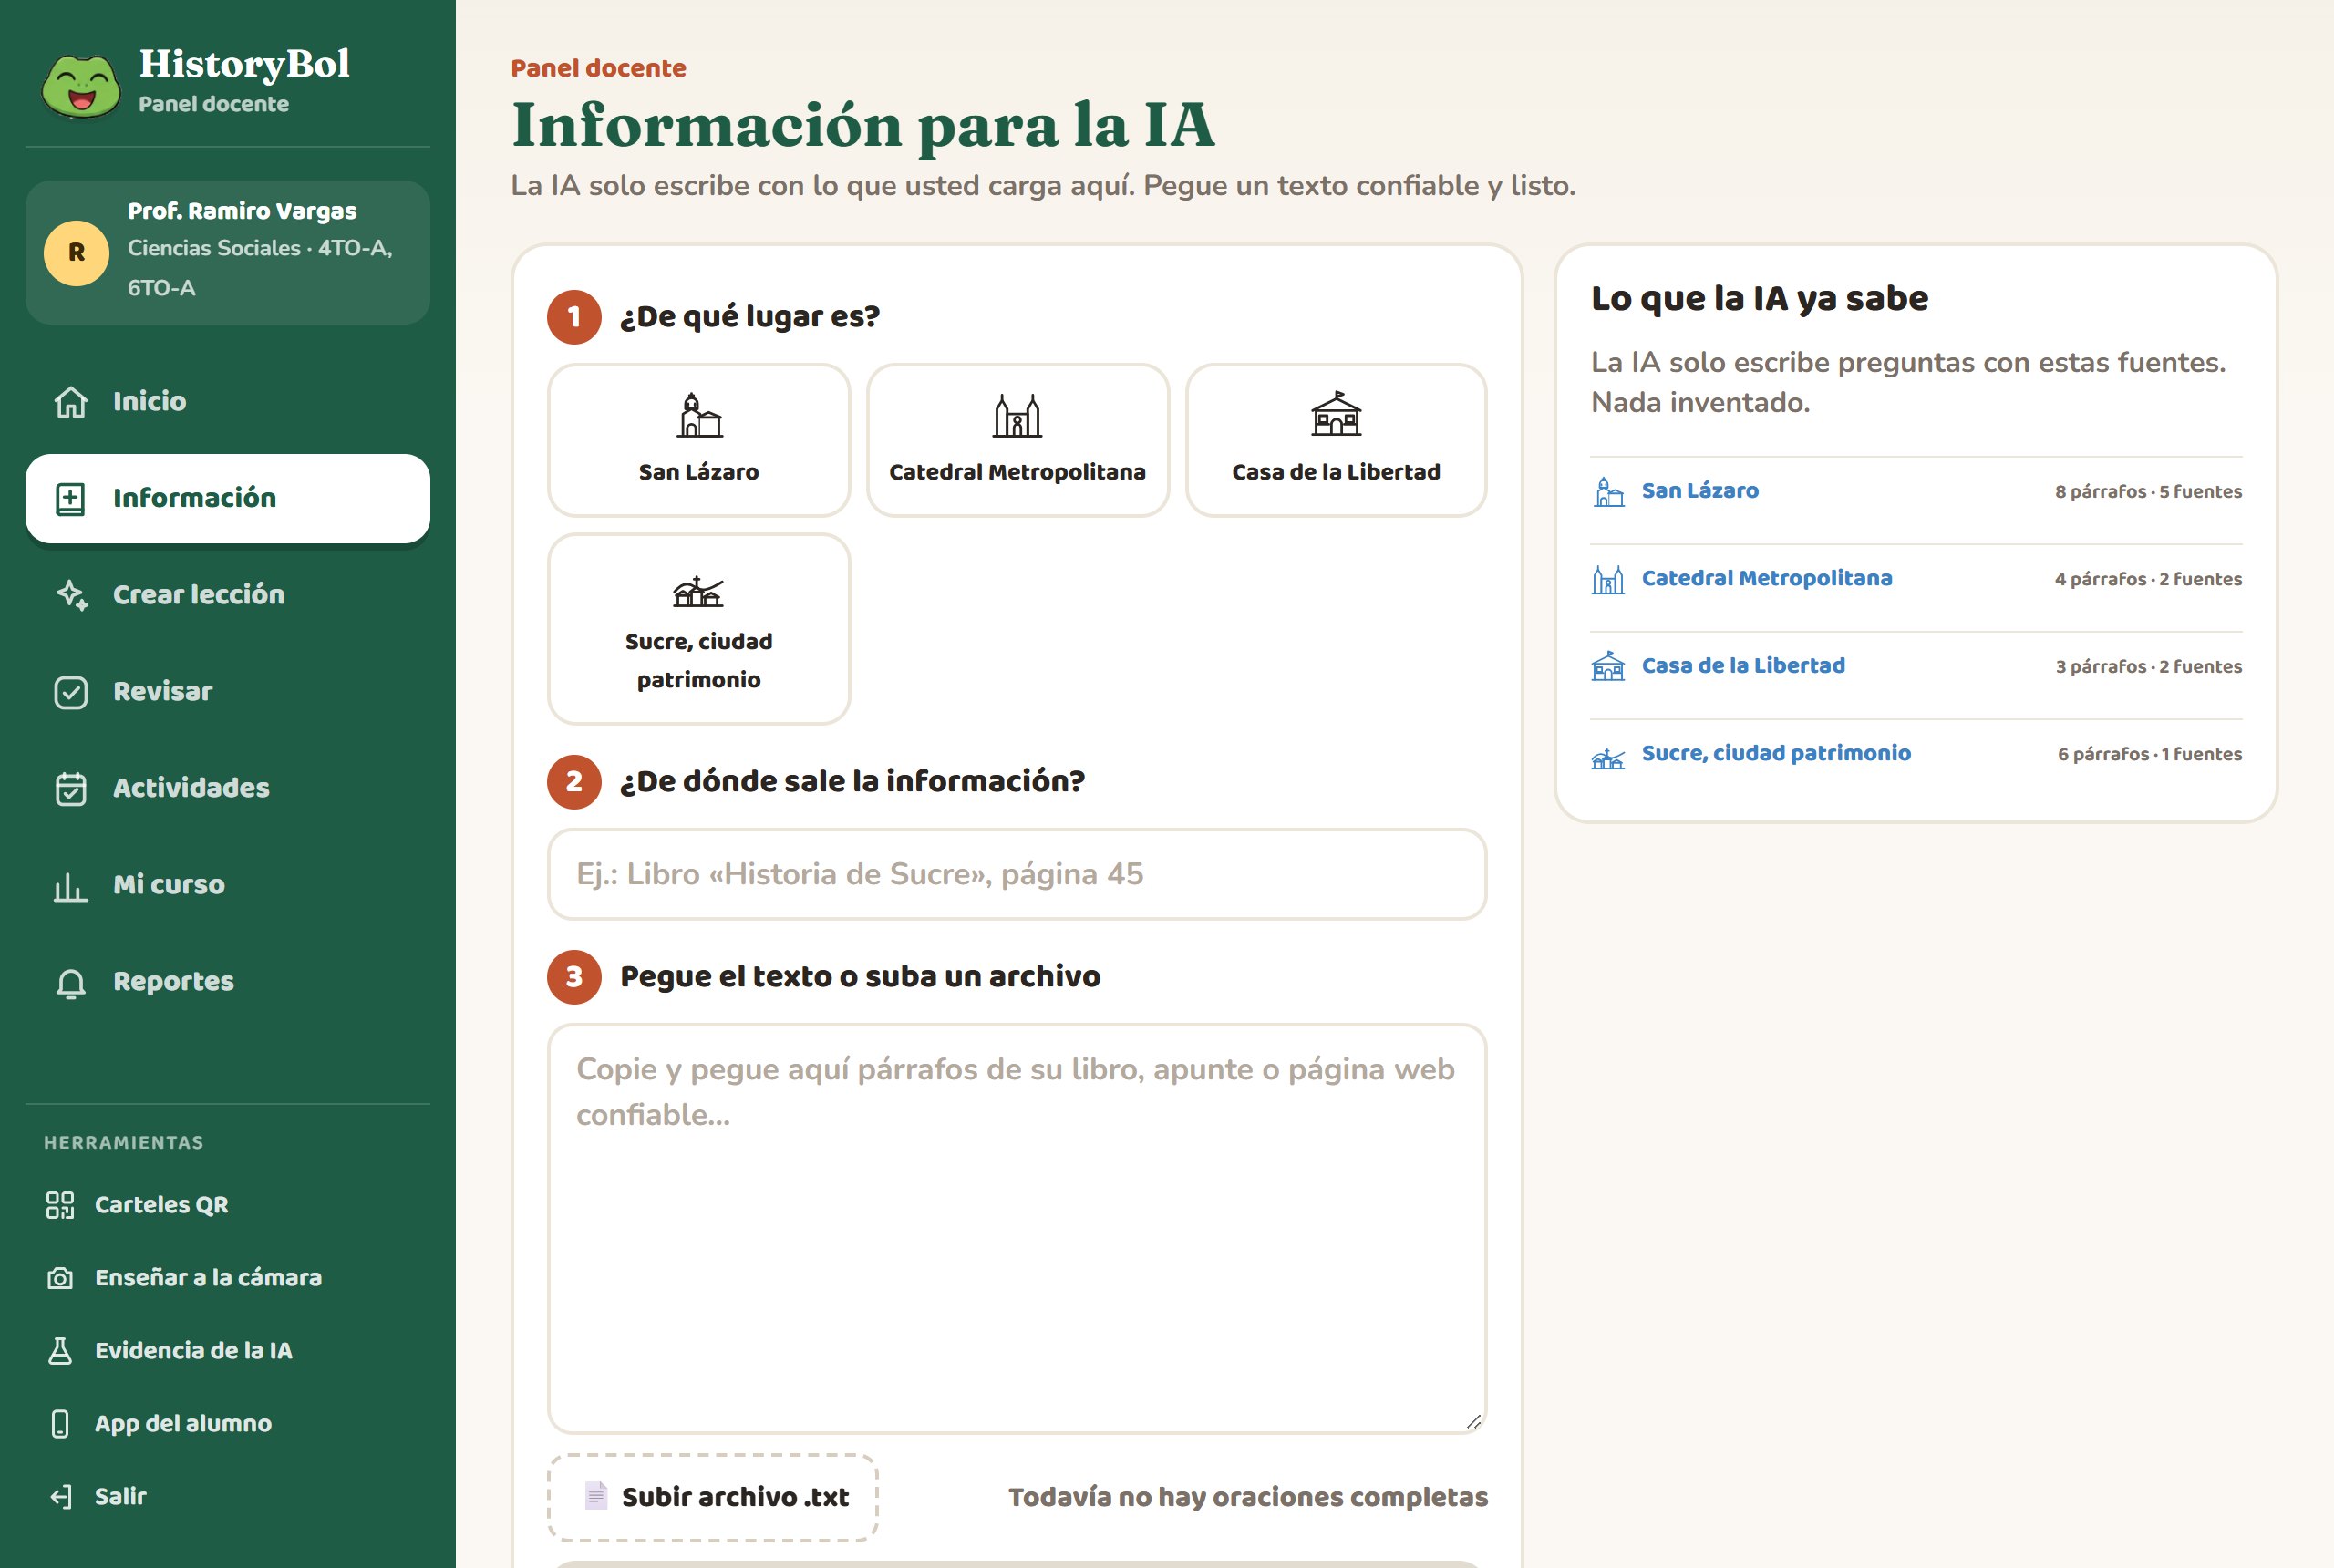 HistoryBol
Panel docente
R
Prof. Ramiro Vargas
Ciencias Sociales · 4TO-A,
6TO-A
Inicio
Información
Crear lección
Revisar
Actividades
Mi curso
Reportes
HERRAMIENTAS
Carteles QR
Enseñar a la cámara
Evidencia de la IA
App del alumno
Salir
Panel docente
Información para la IA
La IA solo escribe con lo que usted carga aquí. Pegue un texto confiable y listo.
1 ¿De qué lugar es?
San Lázaro
Catedral Metropolitana
Casa de la Libertad
Sucre, ciudad
patrimonio
2 ¿De dónde sale la información?
Ej.: Libro «Historia de Sucre», página 45
3 Pegue el texto o suba un archivo
Copie y pegue aquí párrafos de su libro, apunte o página web
confiable...
Subir archivo .txt
Todavía no hay oraciones completas
Lo que la IA ya sabe
La IA solo escribe preguntas con estas fuentes.
Nada inventado.
San Lázaro 8 párrafos · 5 fuentes
Catedral Metropolitana 4 párrafos · 2 fuentes
Casa de la Libertad 3 párrafos · 2 fuentes
Sucre, ciudad patrimonio 6 párrafos · 1 fuentes